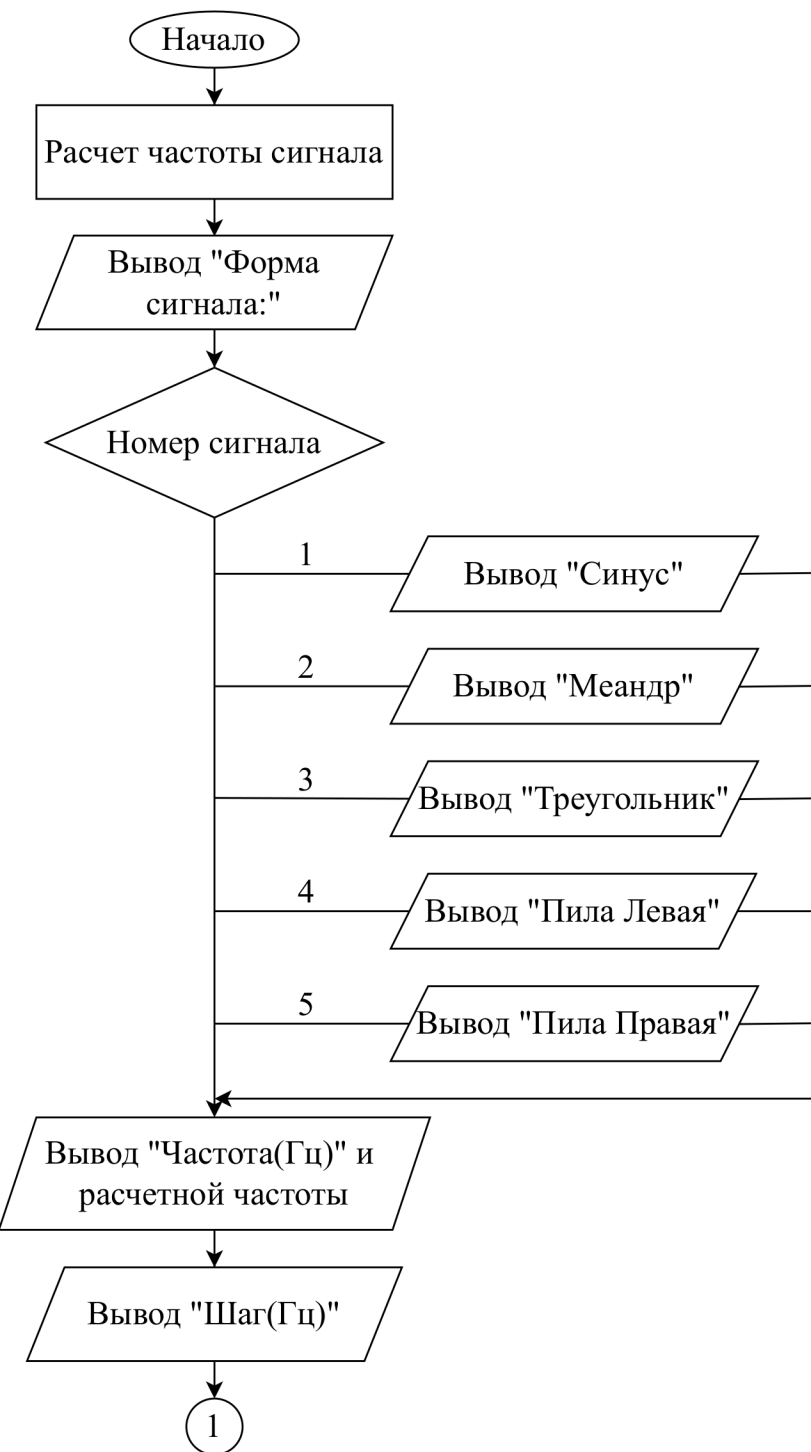 Начало
Расчет частоты сигнала
Вывод "Форма
сигнала:"
Номер сигнала
1
Вывод "Синус"
2
Вывод "Меандр"
3
Вывод "Треугольник"
4
Вывод "Пила Левая"
5
Вывод "Пила Правая"
Вывод "Частота(Гц)" и
расчетной частоты
Вывод "Шаг(Гц)"
1